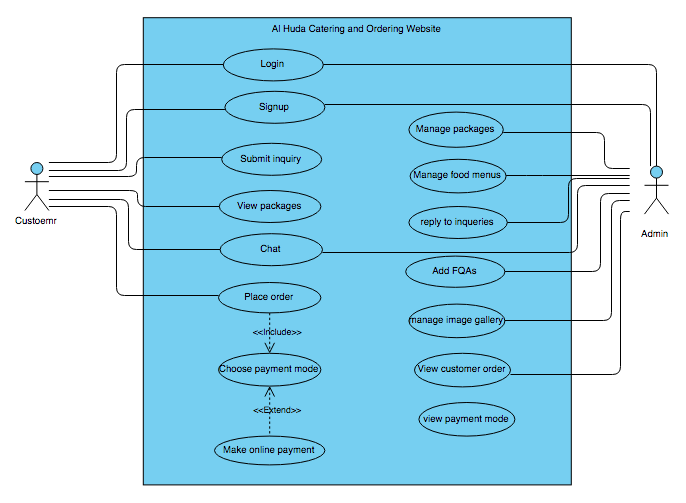 Al Huda Catering and Ordering Website
Login
Signup
Manage packages
Submit inquiry
Manage food menus
View packages
Custoemr
reply to inqueries
Admin
Chat
Add FQAs
Place order
manage image gallery
<<Include>>
Choose payment mode
View customer order
<<Extend>>
view payment mode
Make online payment